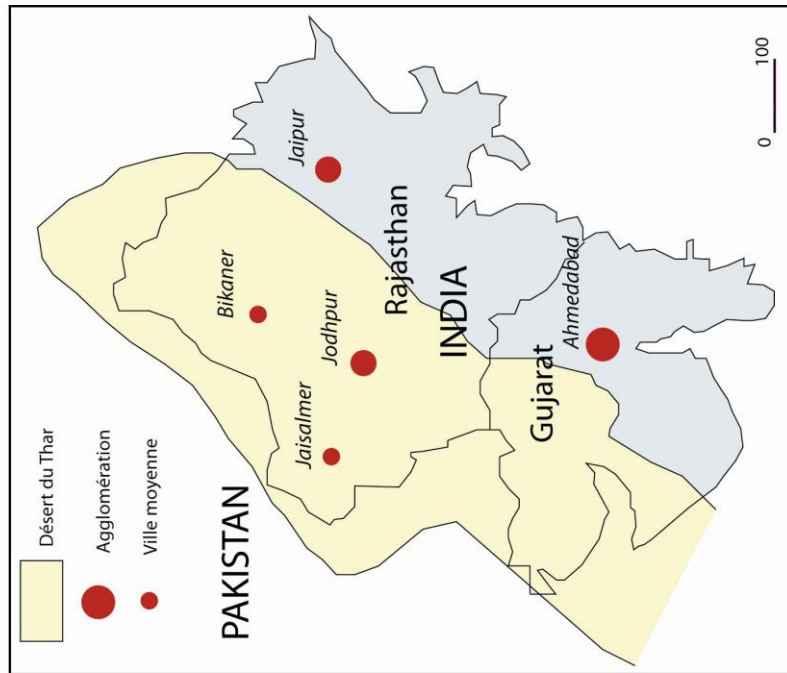 Désert du Thar
Agglomération
Ville moyenne
PAKISTAN
Bikaner
Jaipur
Jaisalmer
Jodhpur
Rajasthan
INDIA
Gujarat
Ahmedabad
0 100